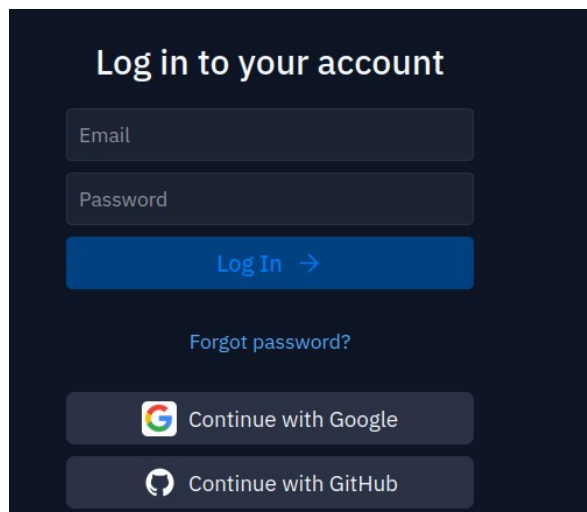 Log in to your account
Email
Password
Log In →
Forgot password?
Continue with Google
Continue with GitHub